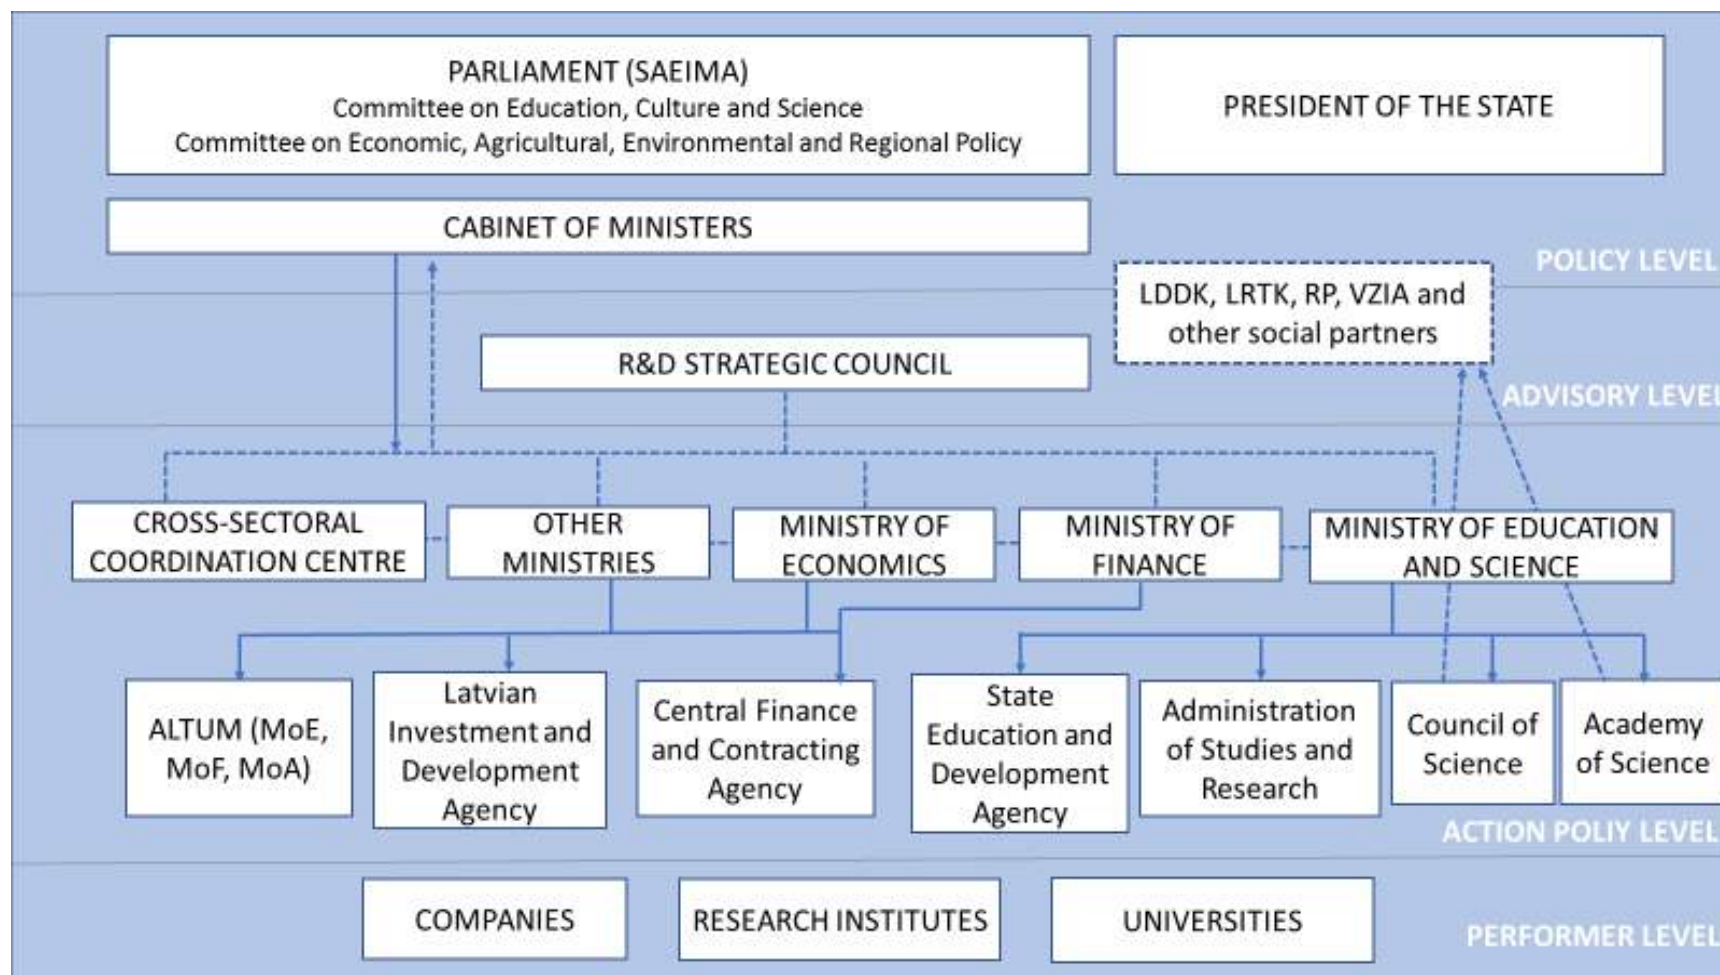 PARLIAMENT (SAEIMA)
Committee on Education, Culture and Science
Committee on Economic, Agricultural, Environmental and Regional Policy
PRESIDENT OF THE STATE
CABINET OF MINISTERS
POLICY LEVEL
LDDK, LRTK, RP, VZIA and
other social partners
R&D STRATEGIC COUNCIL
ADVISORY LEVEL
CROSS-SECTORAL
COORDINATION CENTRE
OTHER
MINISTRIES
MINISTRY OF
ECONOMICS
MINISTRY OF
FINANCE
MINISTRY OF EDUCATION
AND SCIENCE
ALTUM (MoE,
MoF, MoA)
Latvian
Investment and
Development
Agency
Central Finance
and Contracting
Agency
State
Education and
Development
Agency
Administration
of Studies and
Research
Council of
Science
Academy
of Science
ACTION POLIY LEVEL
COMPANIES
RESEARCH INSTITUTES
UNIVERSITIES
PERFORMER LEVEL